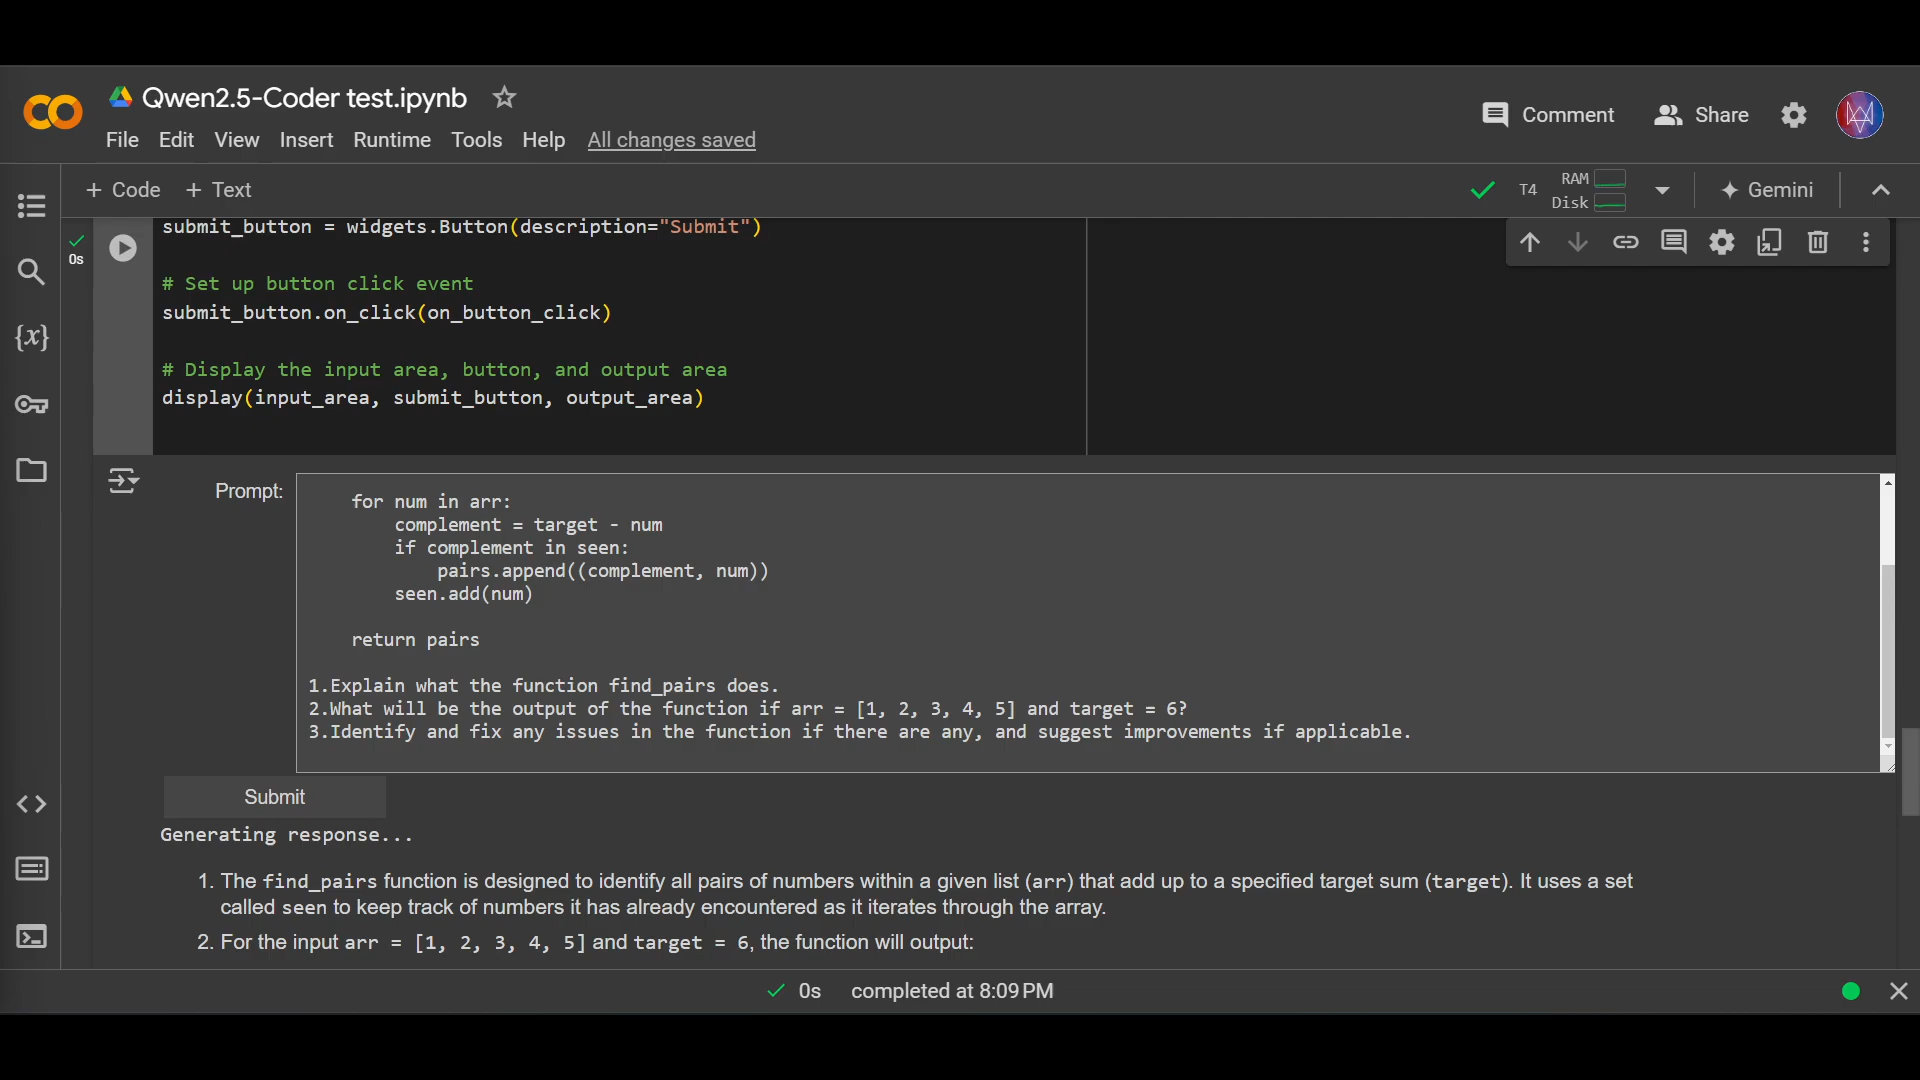 Qwen2.5-Coder test.ipynb
File Edit View Insert Runtime Tools Help All changes saved
Comment Share
+ Code + Text
T4 RAM Disk Gemini
0s
submit_button = widgets.Button(description="Submit")
# Set up button click event
submit_button.on_click(on_button_click)
# Display the input area, button, and output area
display(input_area, submit_button, output_area)
Prompt:
for num in arr:
complement = target - num
if complement in seen:
pairs.append((complement, num))
seen.add(num)
return pairs
1.Explain what the function find_pairs does.
2.What will be the output of the function if arr = [1, 2, 3, 4, 5] and target = 6?
3.Identify and fix any issues in the function if there are any, and suggest improvements if applicable.
Submit
Generating response...
1. The find_pairs function is designed to identify all pairs of numbers within a given list (arr) that add up to a specified target sum (target). It uses a set
called seen to keep track of numbers it has already encountered as it iterates through the array.
2. For the input arr = [1, 2, 3, 4, 5] and target = 6, the function will output:
0s completed at 8:09 PM